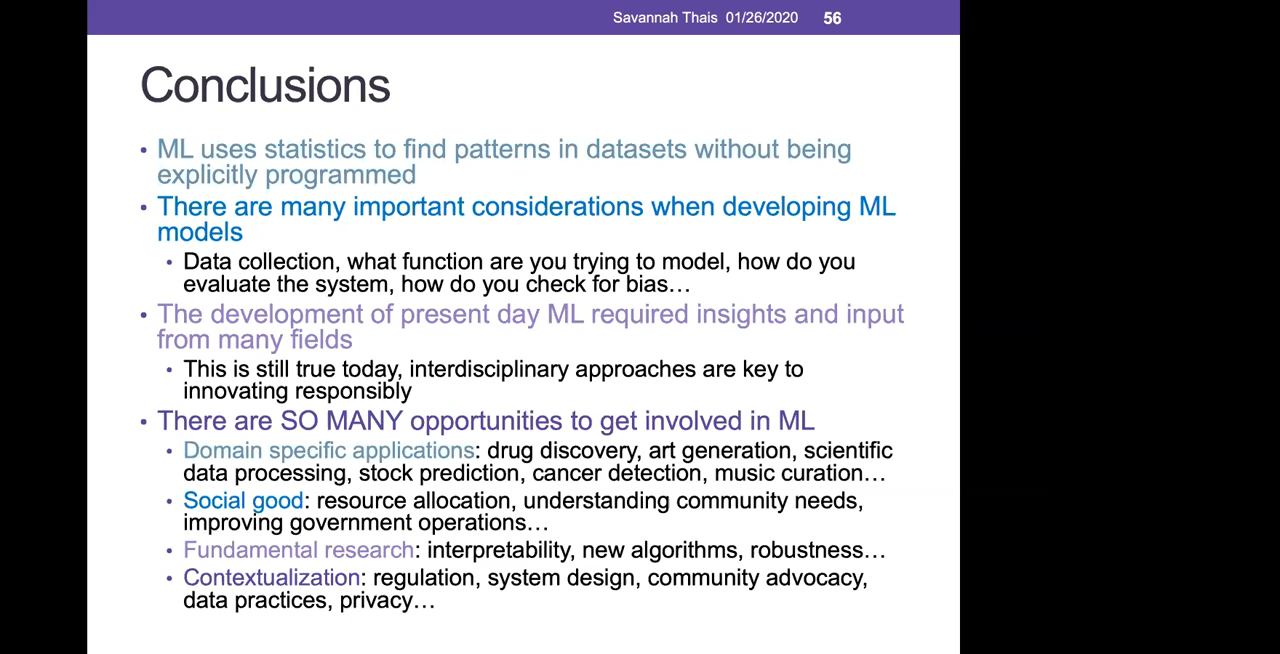 Savannah Thais 01/26/2020 56
Conclusions
• ML uses statistics to find patterns in datasets without being
explicitly programmed
• There are many important considerations when developing ML
models
• Data collection, what function are you trying to model, how do you
evaluate the system, how do you check for bias…
• The development of present day ML required insights and input
from many fields
• This is still true today, interdisciplinary approaches are key to
innovating responsibly
• There are SO MANY opportunities to get involved in ML
• Domain specific applications: drug discovery, art generation, scientific
data processing, stock prediction, cancer detection, music curation…
• Social good: resource allocation, understanding community needs,
improving government operations…
• Fundamental research: interpretability, new algorithms, robustness…
• Contextualization: regulation, system design, community advocacy,
data practices, privacy…